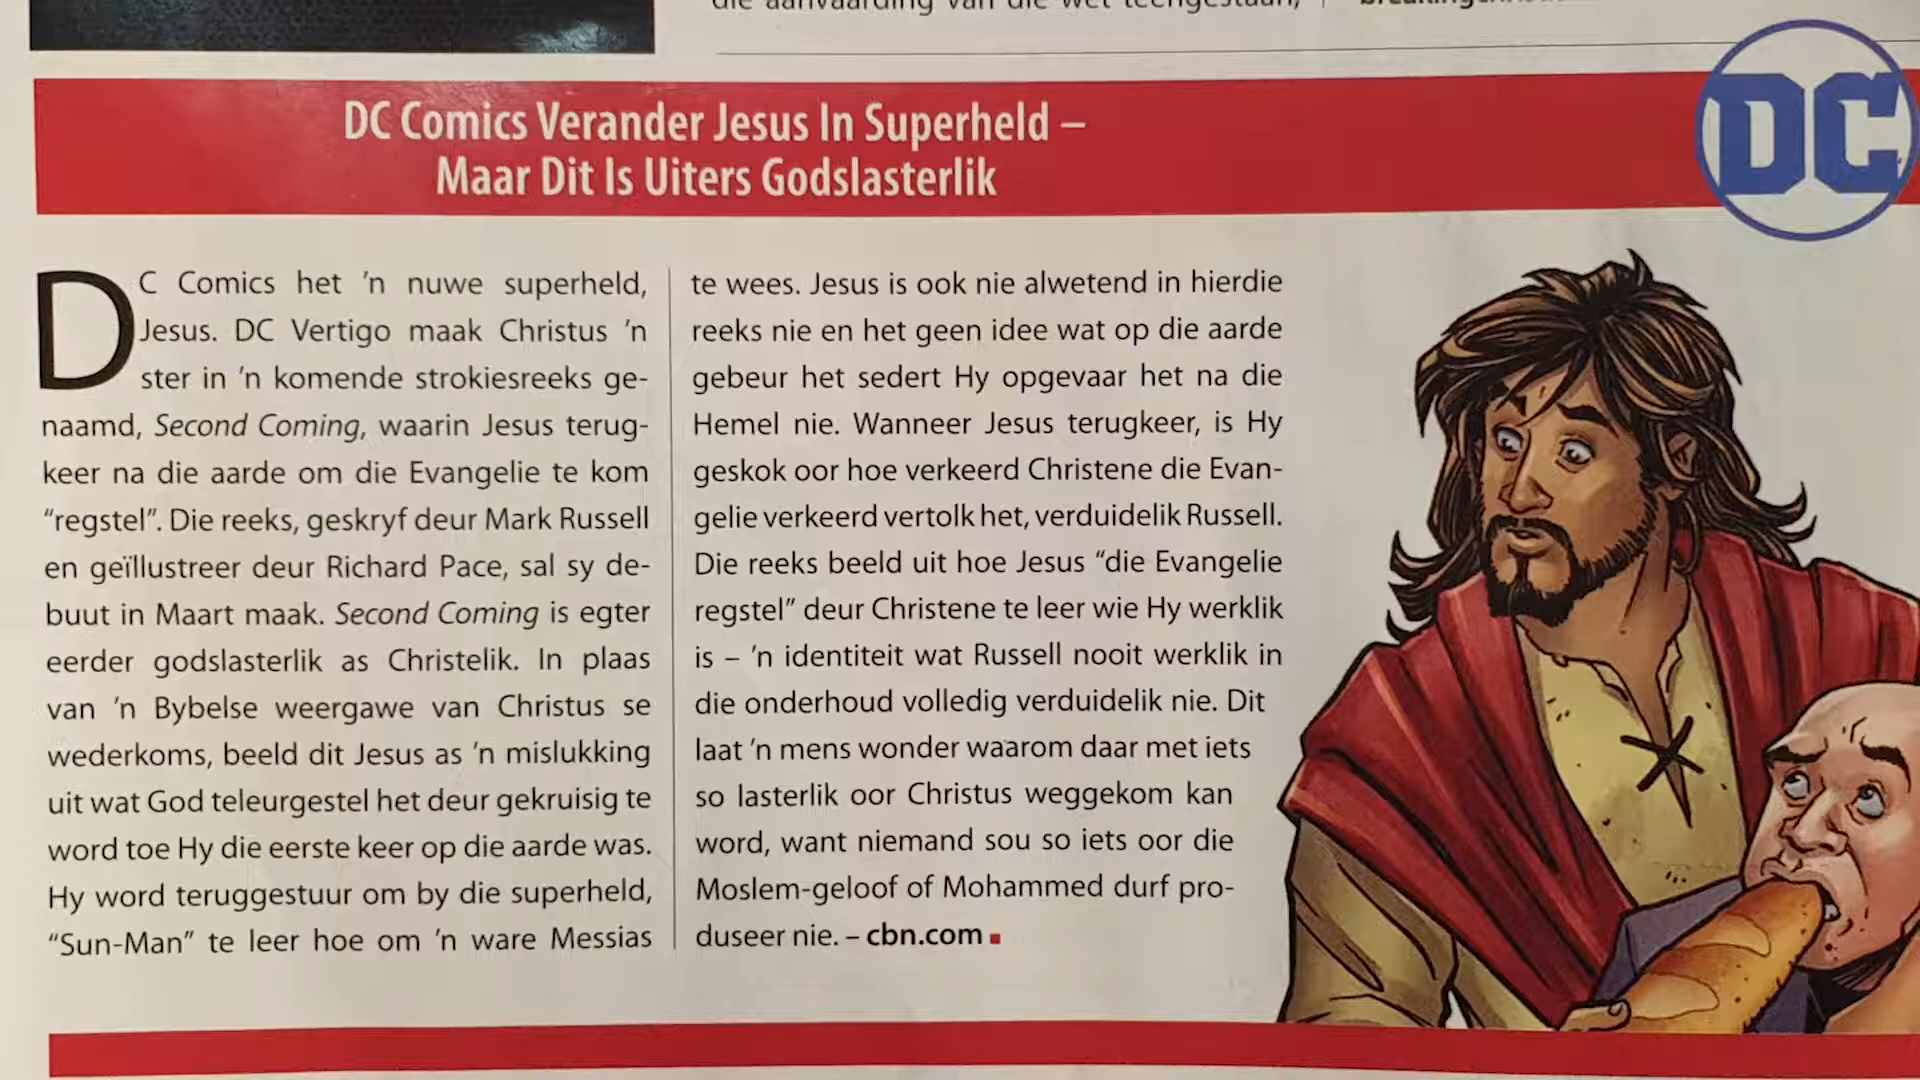 die aanvaarding van die wet teengestaan,
DC
DC Comics Verander Jesus In Superheld –
Maar Dit Is Uiters Godslasterlik
DC Comics het ’n nuwe superheld,
Jesus. DC Vertigo maak Christus ’n
ster in ’n komende strokiesreeks ge-
naamd, Second Coming, waarin Jesus terug-
keer na die aarde om die Evangelie te kom
“regstel”. Die reeks, geskryf deur Mark Russell
en geïllustreer deur Richard Pace, sal sy de-
buut in Maart maak. Second Coming is egter
eerder godslasterlik as Christelik. In plaas
van ’n Bybelse weergawe van Christus se
wederkoms, beeld dit Jesus as ’n mislukking
uit wat God teleurgestel het deur gekruisig te
word toe Hy die eerste keer op die aarde was.
Hy word teruggestuur om by die superheld,
“Sun-Man” te leer hoe om ’n ware Messias
te wees. Jesus is ook nie alwetend in hierdie
reeks nie en het geen idee wat op die aarde
gebeur het sedert Hy opgevaar het na die
Hemel nie. Wanneer Jesus terugkeer, is Hy
geskok oor hoe verkeerd Christene die Evan-
gelie verkeerd vertolk het, verduidelik Russell.
Die reeks beeld uit hoe Jesus “die Evangelie
regstel” deur Christene te leer wie Hy werklik
is – ’n identiteit wat Russell nooit werklik in
die onderhoud volledig verduidelik nie. Dit
laat ’n mens wonder waarom daar met iets
so lasterlik oor Christus weggekom kan
word, want niemand sou so iets oor die
Moslem-geloof of Mohammed durf pro-
duseer nie. – cbn.com